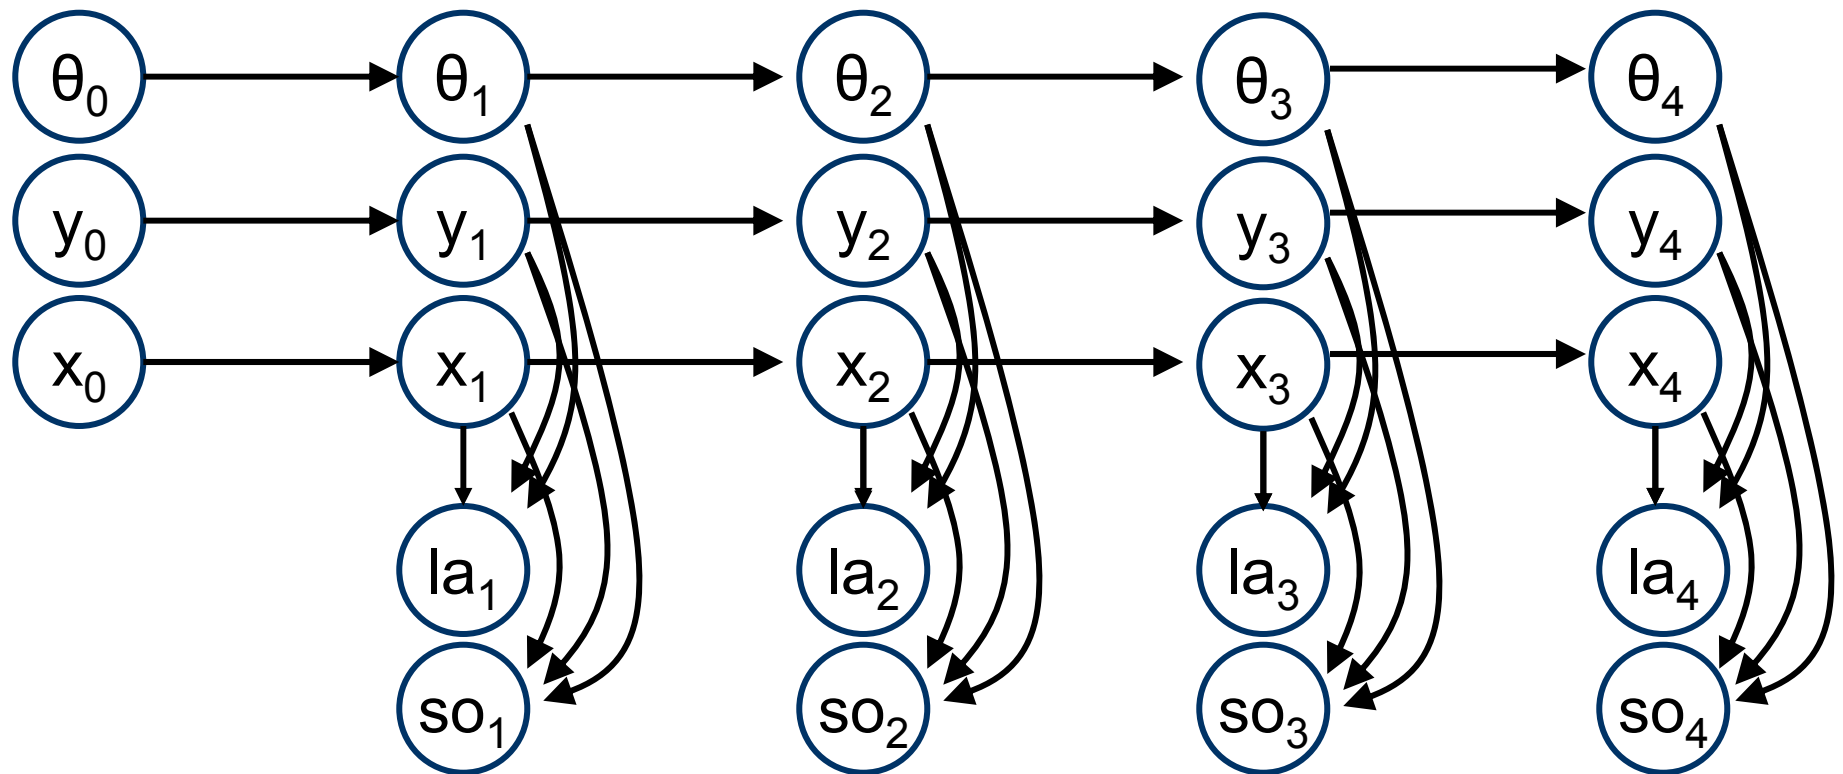 θ₀ θ₁ θ₂ θ₃ θ₄
y₀ y₁ y₂ y₃ y₄
x₀ x₁ x₂ x₃ x₄
la₁ la₂ la₃ la₄
so₁ so₂ so₃ so₄